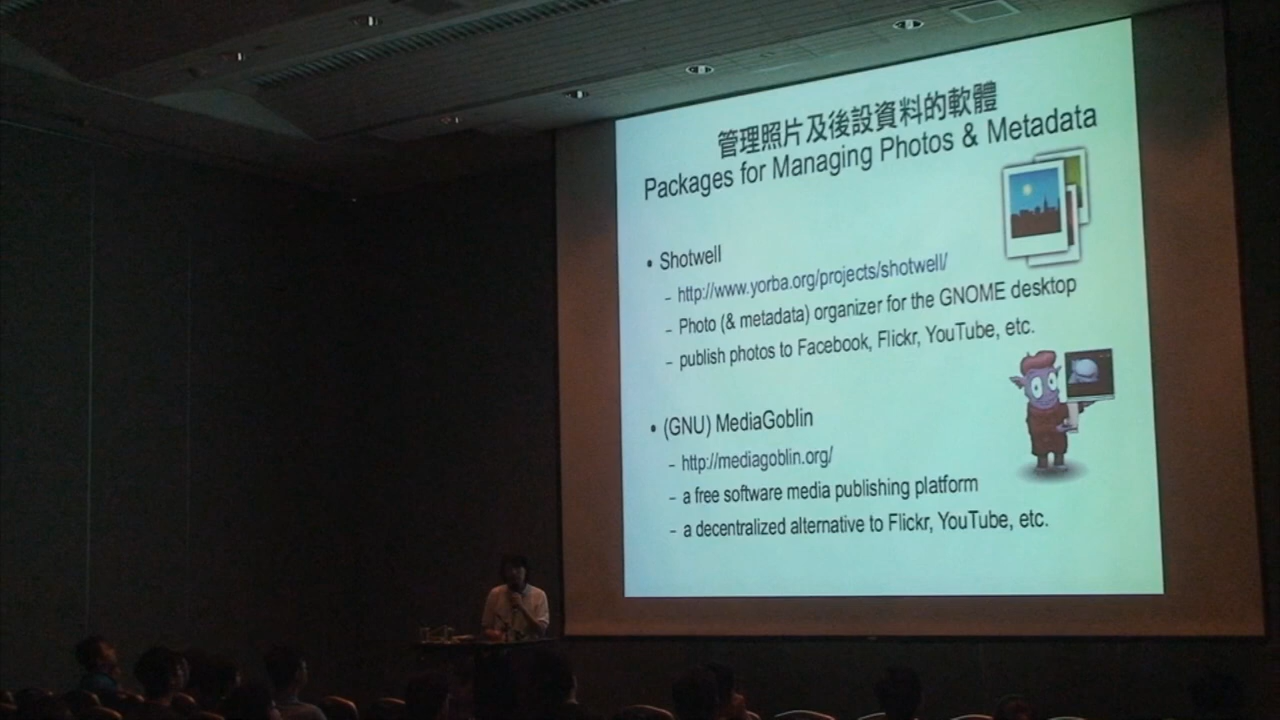 管理照片及後設資料的軟體
Packages for Managing Photos & Metadata
• Shotwell
– http://www.yorba.org/projects/shotwell/
– Photo (& metadata) organizer for the GNOME desktop
– publish photos to Facebook, Flickr, YouTube, etc.
• (GNU) MediaGoblin
– http://mediagoblin.org/
– a free software media publishing platform
– a decentralized alternative to Flickr, YouTube, etc.